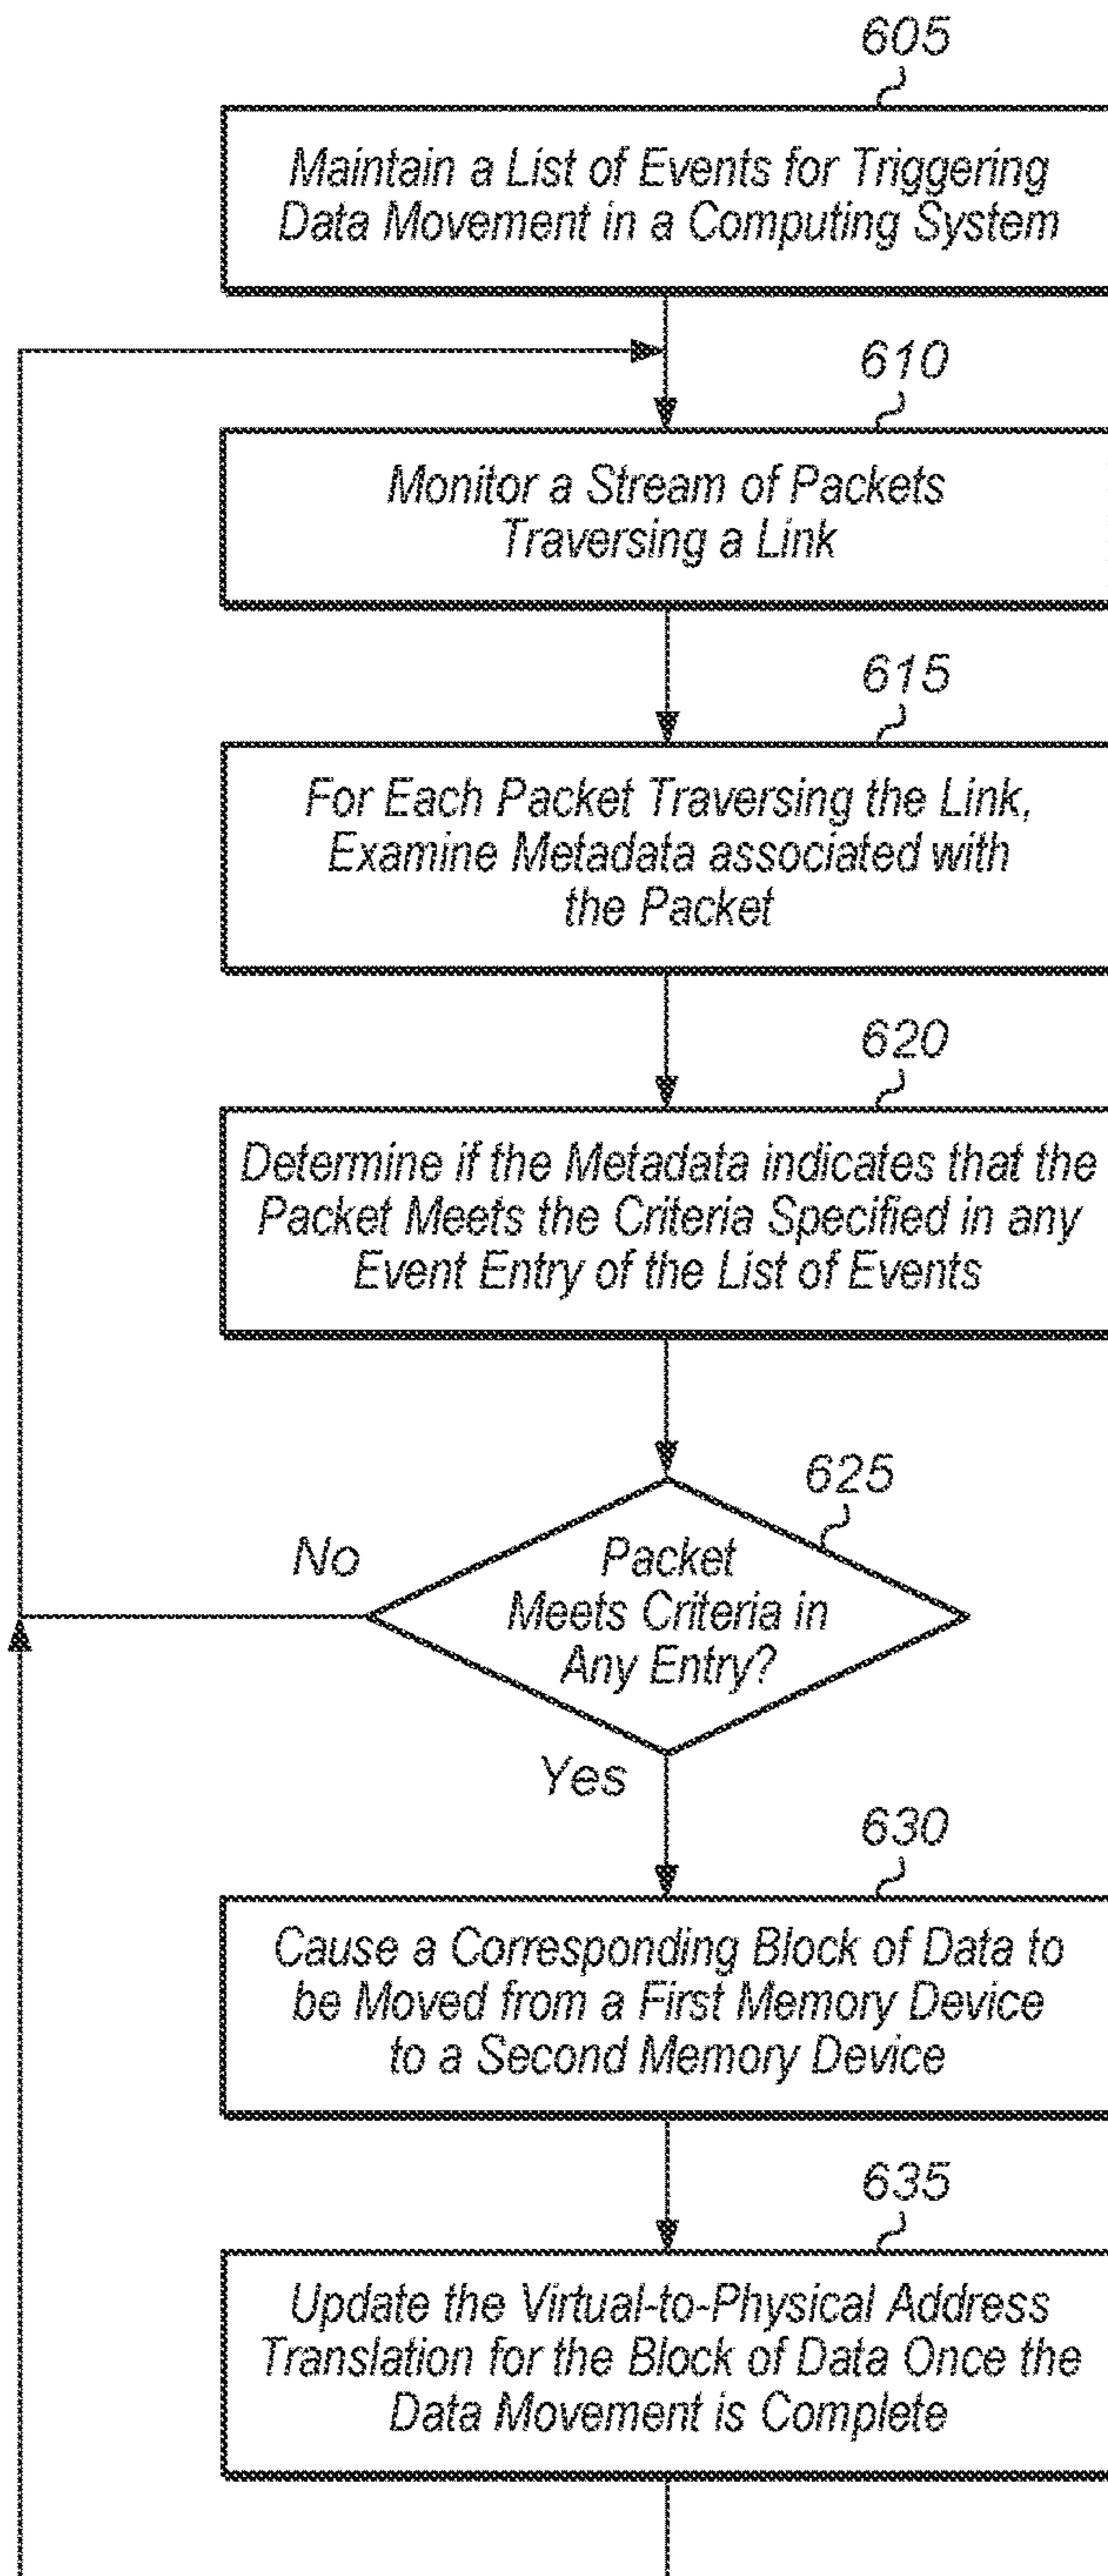 605
Maintain a List of Events for Triggering
Data Movement in a Computing System
610
Monitor a Stream of Packets
Traversing a Link
615
For Each Packet Traversing the Link,
Examine Metadata associated with
the Packet
620
Determine if the Metadata indicates that the
Packet Meets the Criteria Specified in any
Event Entry of the List of Events
625
No
Packet
Meets Criteria in
Any Entry?
Yes
630
Cause a Corresponding Block of Data to
be Moved from a First Memory Device
to a Second Memory Device
635
Update the Virtual-to-Physical Address
Translation for the Block of Data Once the
Data Movement is Complete